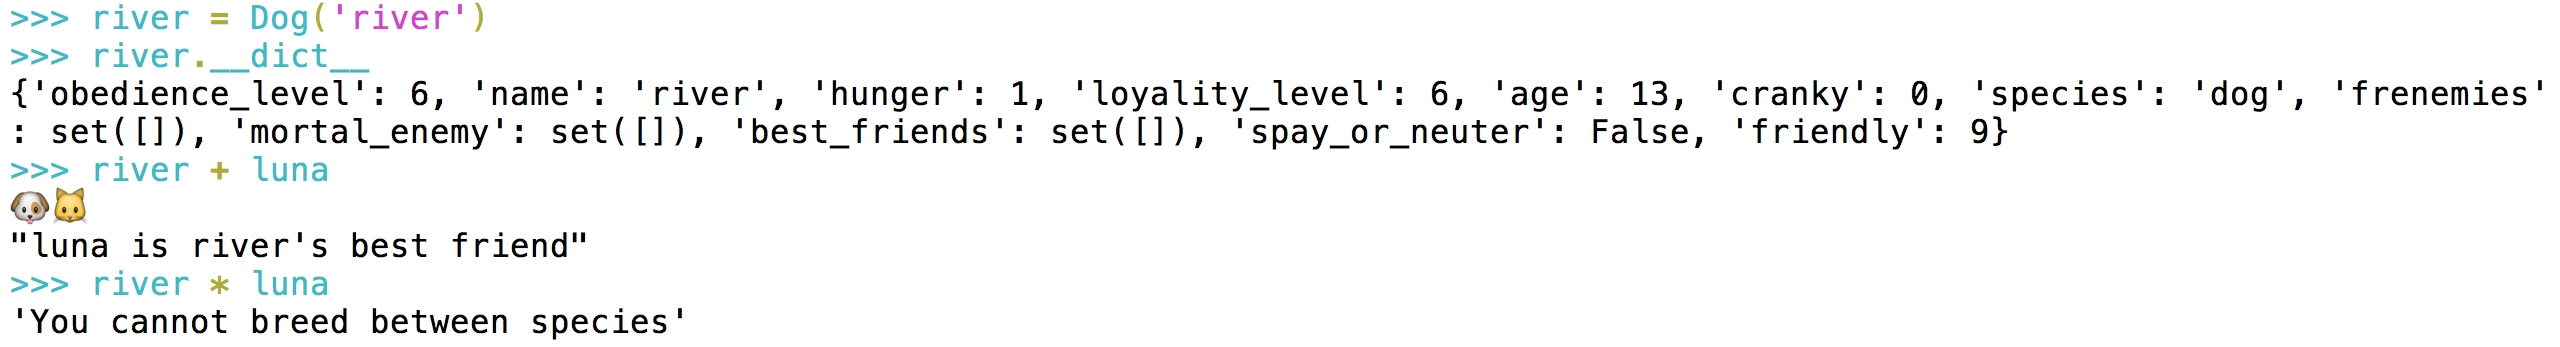 >>> river = Dog('river')
>>> river.__dict__
{'obedience_level': 6, 'name': 'river', 'hunger': 1, 'loyality_level': 6, 'age': 13, 'cranky': 0, 'species': 'dog', 'frenemies'
: set([]), 'mortal_enemy': set([]), 'best_friends': set([]), 'spay_or_neuter': False, 'friendly': 9}
>>> river + luna
🐶🐱
"luna is river's best friend"
>>> river * luna
'You cannot breed between species'